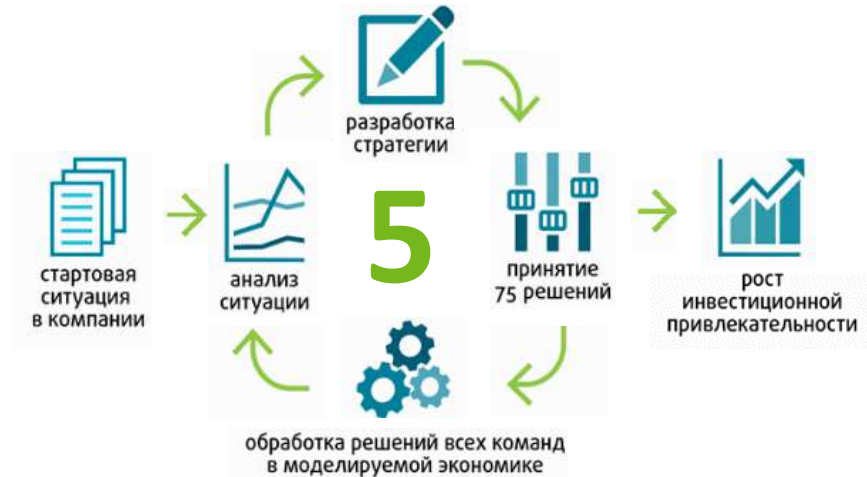 разработка
стратегии
5
стартовая
ситуация
в компании
анализ
ситуации
принятие
75 решений
рост
инвестиционной
привлекательности
обработка решений всех команд
в моделируемой экономике